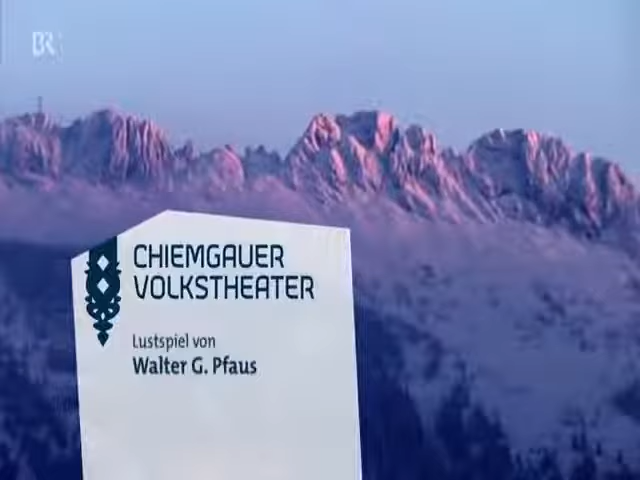 BR
CHIEMGAUER
VOLKSTHEATER
Lustspiel von
Walter G. Pfaus